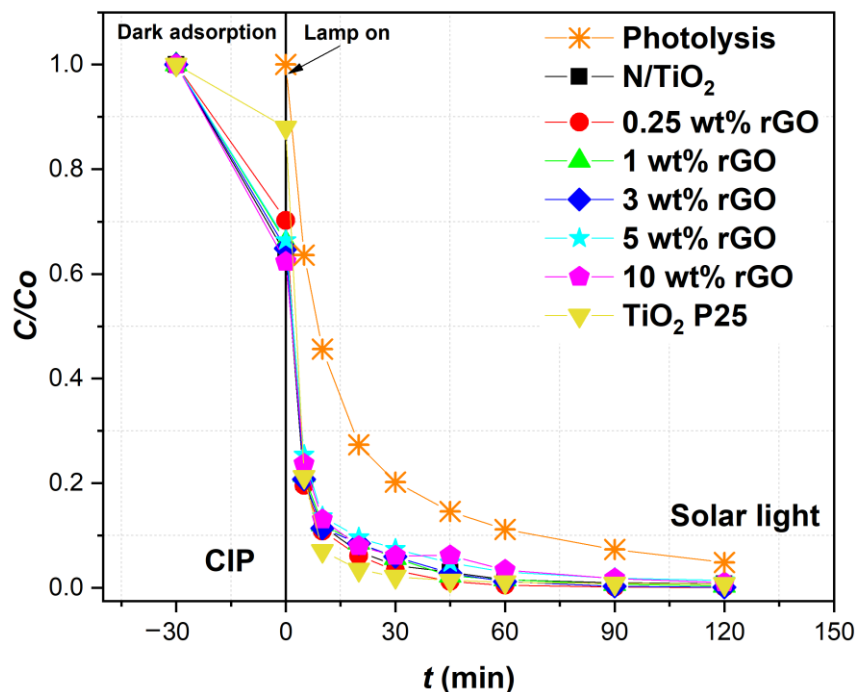 Dark adsorption
Lamp on
Photolysis
N/TiO₂
0.25 wt% rGO
1 wt% rGO
3 wt% rGO
5 wt% rGO
10 wt% rGO
TiO₂ P25
1.0
0.8
0.6
0.4
0.2
0.0
C/Co
Solar light
CIP
−30
0
30
60
90
120
150
t (min)